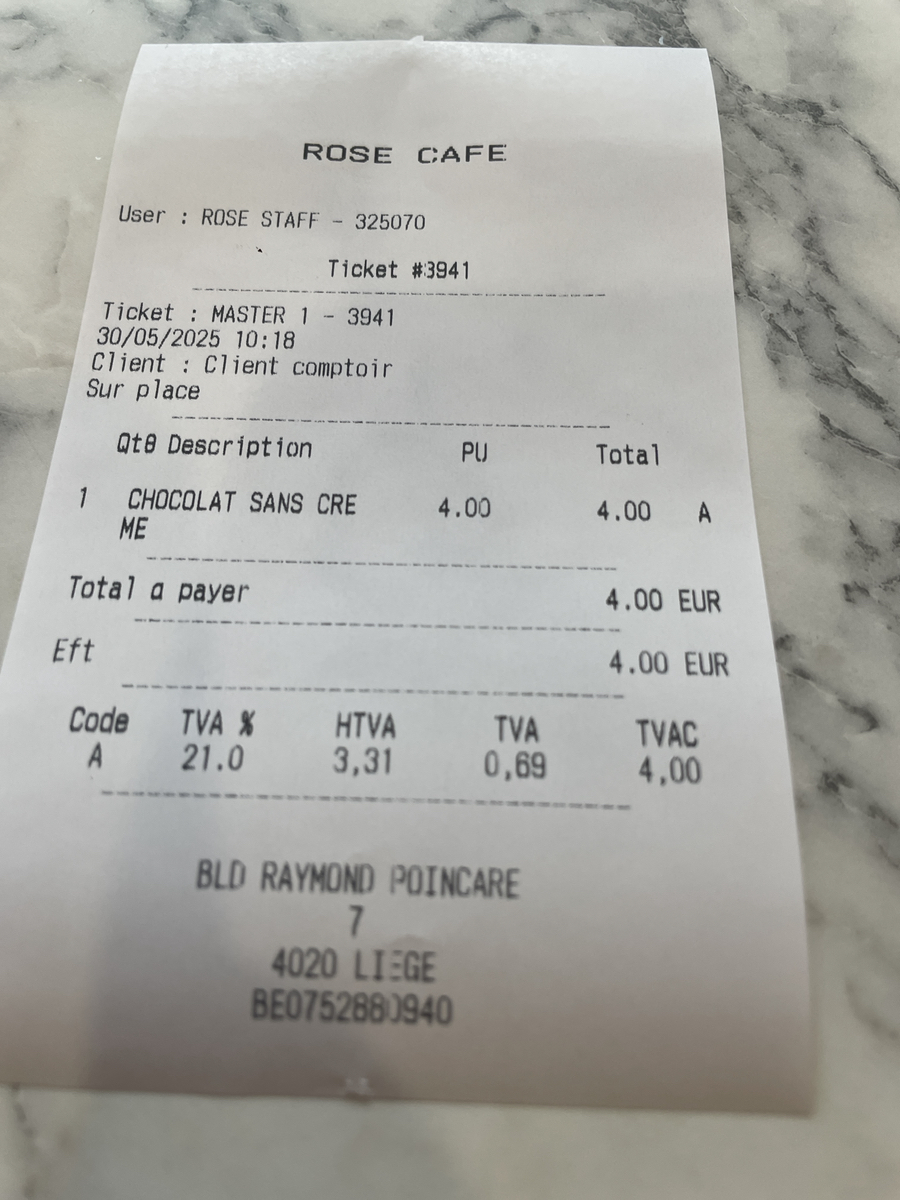 ROSE CAFE
User : ROSE STAFF - 325070
Ticket #3941
Ticket : MASTER 1 - 3941
30/05/2025 10:18
Client : Client comptoir
Sur place
Qt8 Description PU Total
1 CHOCOLAT SANS CRE 4.00 4.00 A
ME
Total a payer 4.00 EUR
Eft 4.00 EUR
Code TVA % HTVA TVA TVAC
A 21.0 3,31 0,69 4,00
BLD RAYMOND POINCARE
7
4020 LIEGE
BE0752880940